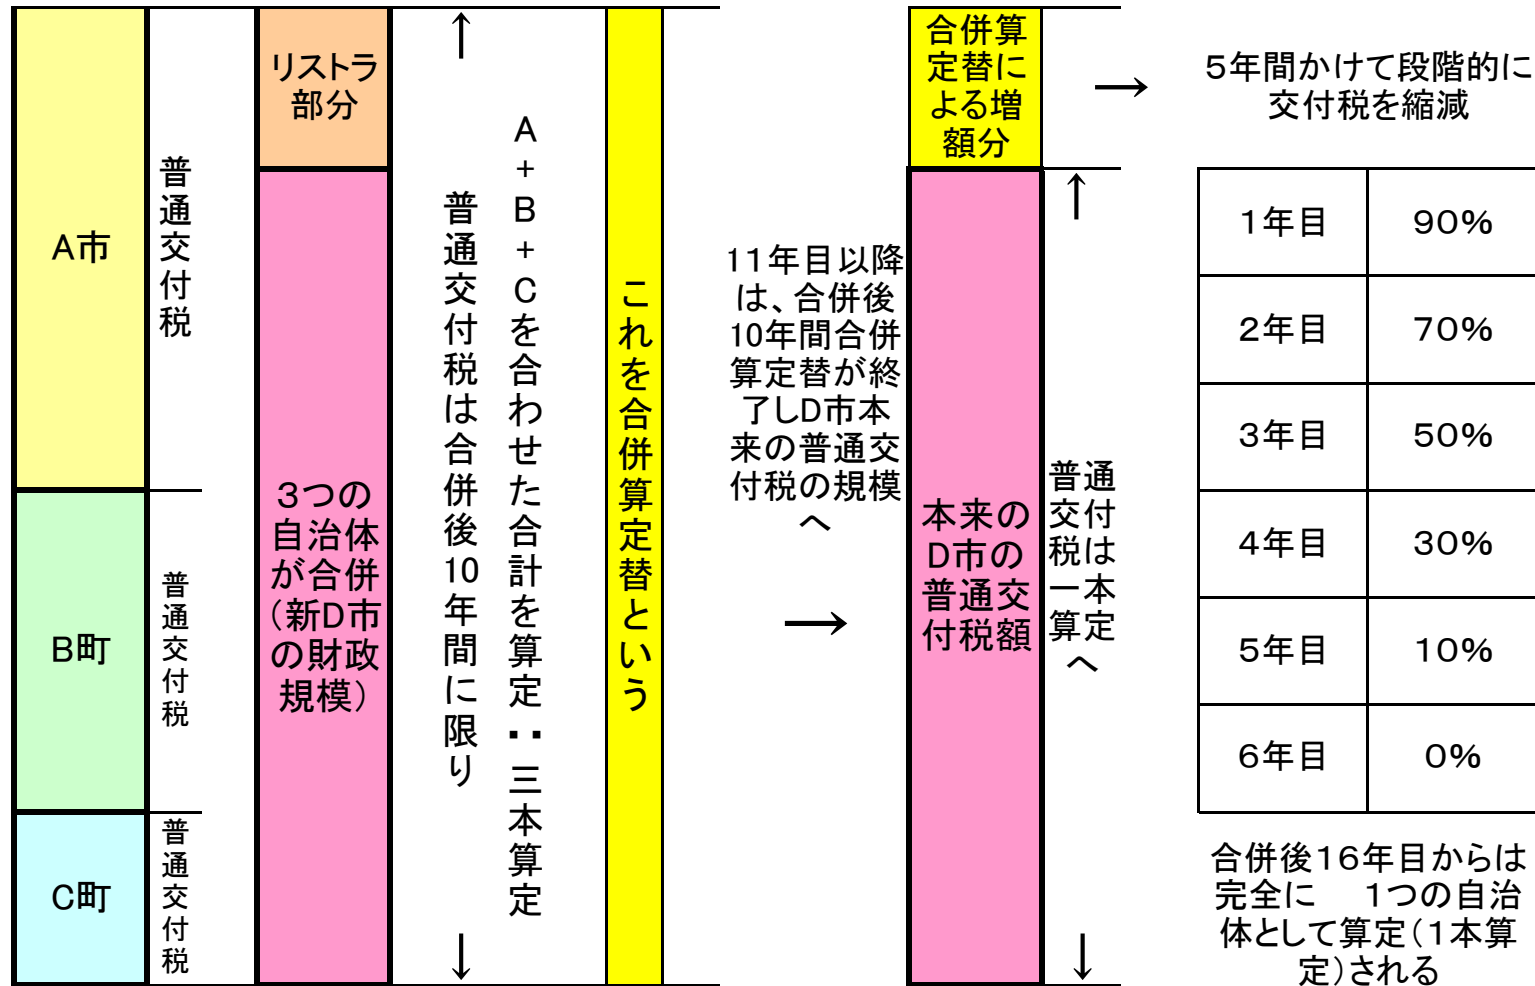 A市
B町
C町
普通交付税
普通交付税
普通交付税
リストラ
部分
3つの
自治体
が合併
（新D市
の財政
規模）
↑
普通交付税は合併後10年間に限り
A+B+Cを合わせた合計を算定・・三本算定
↓
これを合併算定替という
11年目以降
は、合併後
10年間合併
算定替が終
了しD市本
来の普通交
付税の規模
へ
→
合併算
定替に
よる増
額分
本来の
D市の
普通交
付税額
→
↑
普通
交付
税は
一本
算定
へ
↓
５年間かけて段階的に
交付税を縮減
１年目 ９０%
２年目 ７０%
３年目 ５０%
４年目 ３０%
５年目 １０%
６年目 ０%
合併後１６年目からは
完全に　１つの自治
体として算定（１本算
定）される